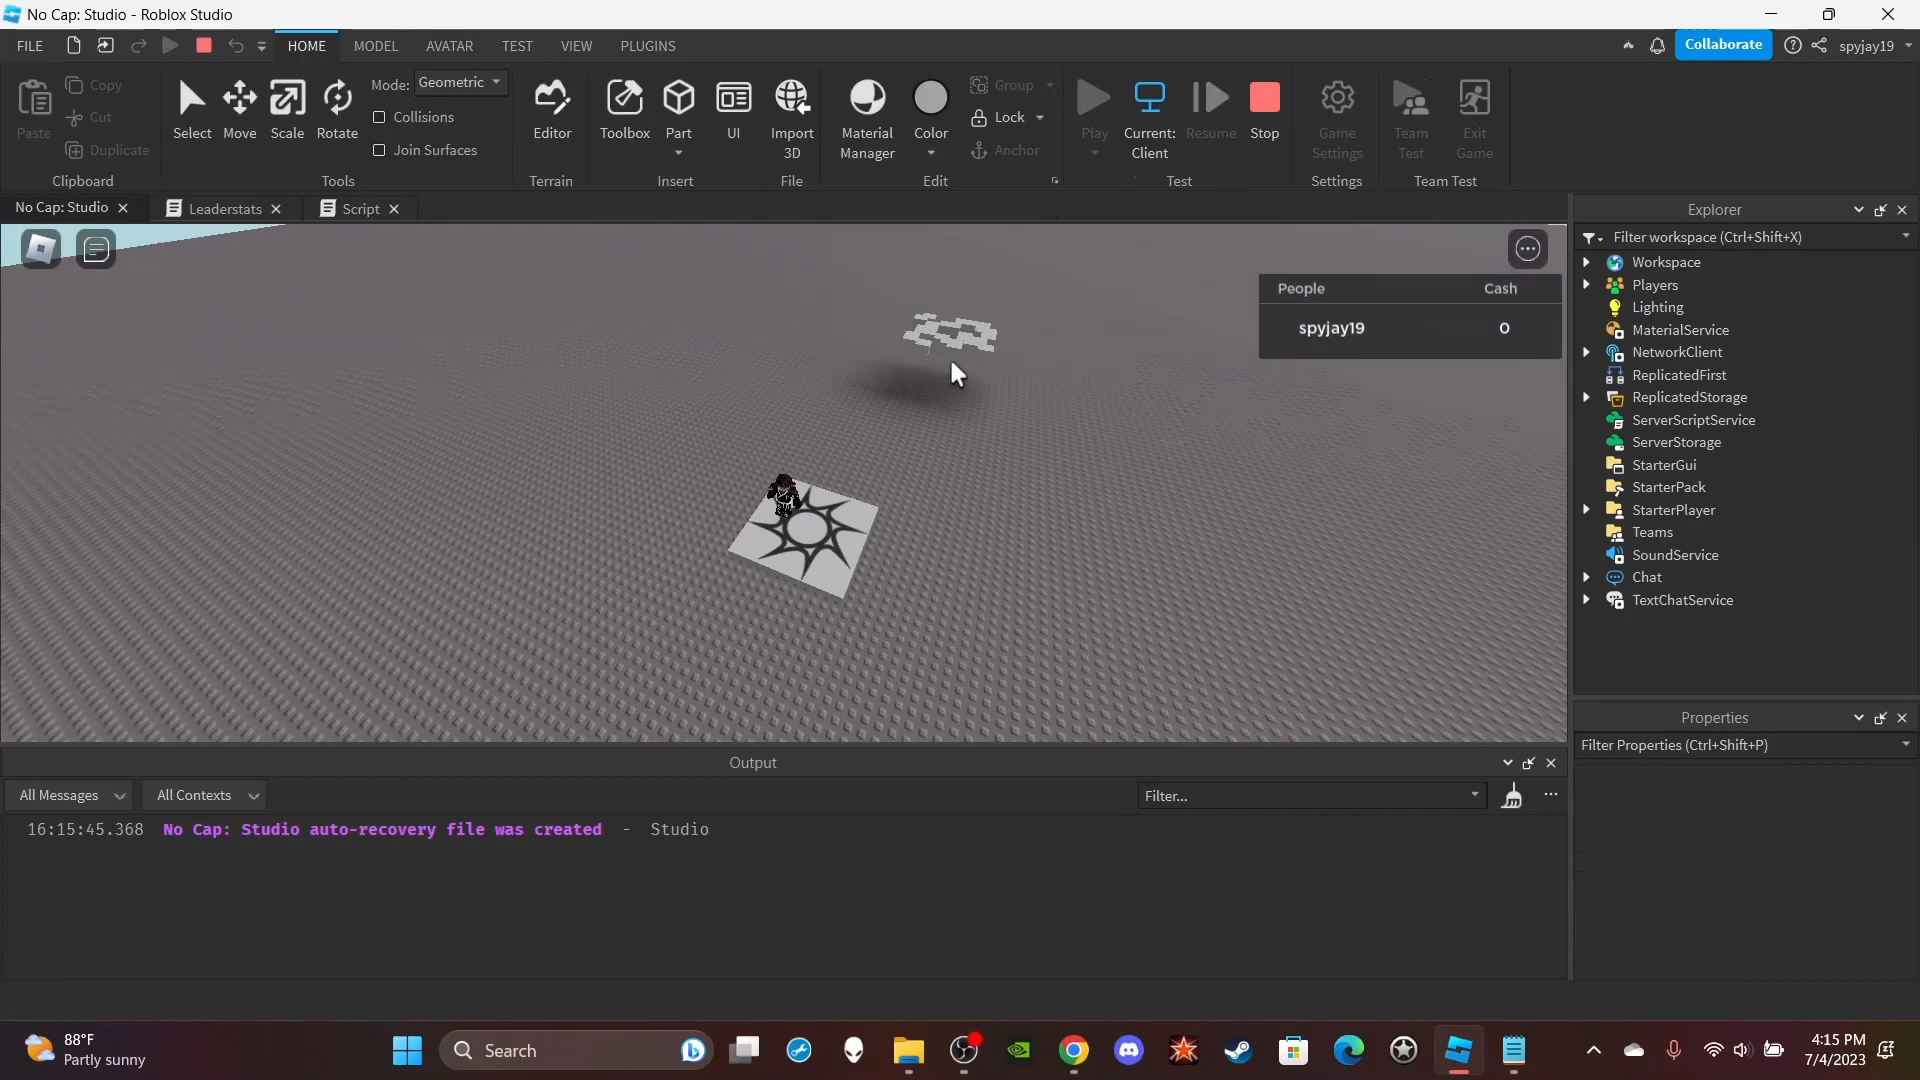 No Cap: Studio - Roblox Studio
FILE HOME MODEL AVATAR TEST VIEW PLUGINS Collaborate spyjay19
Paste
Copy
Cut
Duplicate
Clipboard
Select
Move
Scale
Rotate
Mode: Geometric
Collisions
Join Surfaces
Tools
Editor
Terrain
Toolbox
Part
UI
Insert
Import
3D
File
Material
Manager
Color
Group
Lock
Anchor
Edit
Play
Current:
Client
Resume
Stop
Test
Game
Settings
Settings
Team
Test
Exit
Game
Team Test
No Cap: Studio
Leaderstats
Script
People Cash
spyjay19 0
Explorer
Filter workspace (Ctrl+Shift+X)
Workspace
Players
Lighting
MaterialService
NetworkClient
ReplicatedFirst
ReplicatedStorage
ServerScriptService
ServerStorage
StarterGui
StarterPack
StarterPlayer
Teams
SoundService
Chat
TextChatService
Properties
Filter Properties (Ctrl+Shift+P)
Output
All Messages All Contexts Filter...
16:15:45.368 No Cap: Studio auto-recovery file was created - Studio
88°F
Partly sunny
Search
4:15 PM
7/4/2023